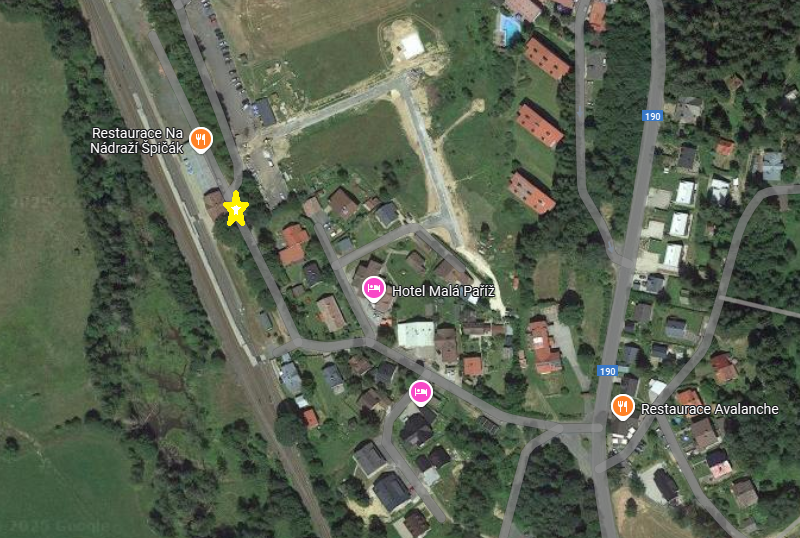 190
Restaurace Na
Nádraží Špičák
Hotel Malá Paříž
190
Restaurace Avalanche